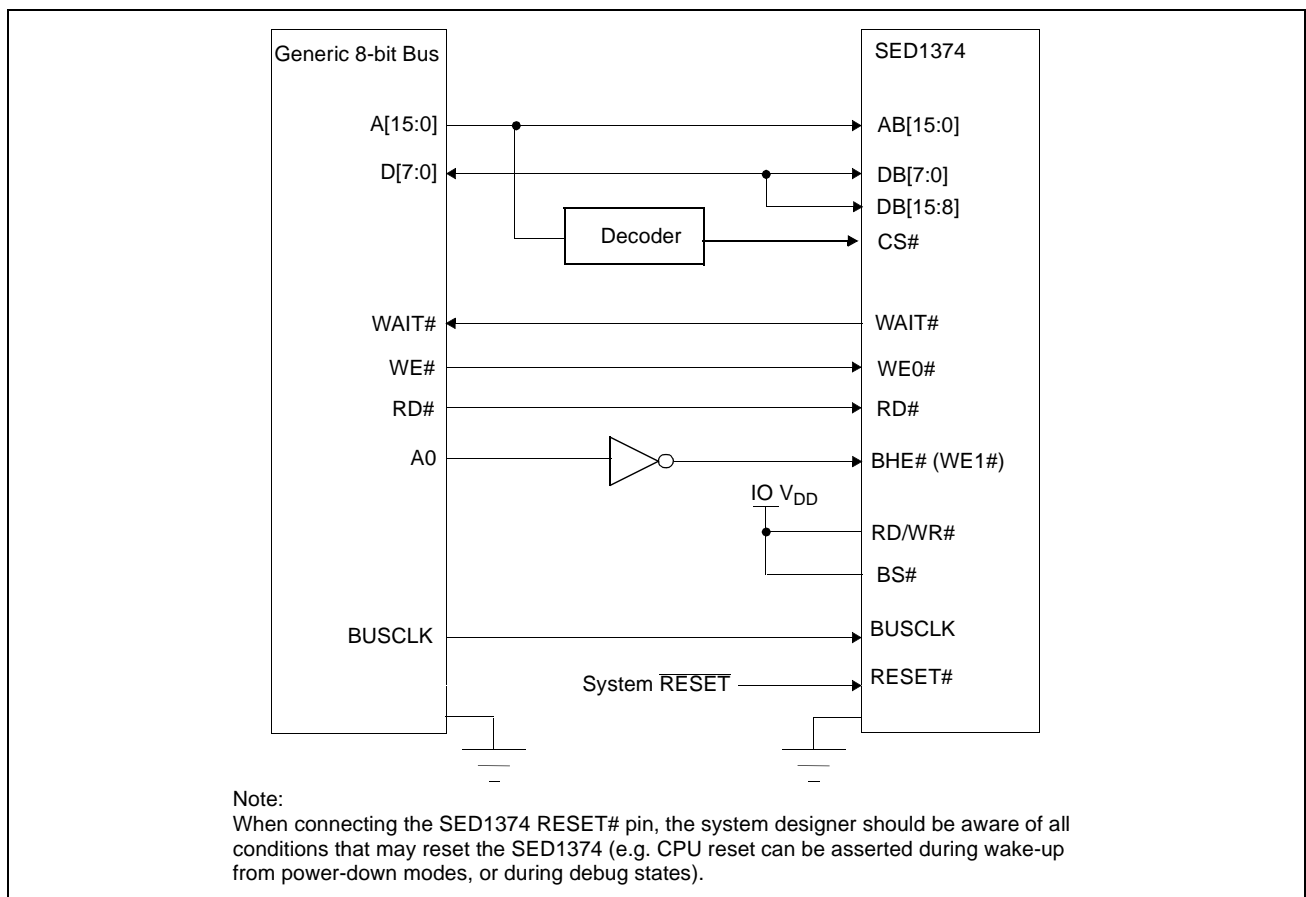 Generic 8-bit Bus
SED1374
A[15:0]
AB[15:0]
D[7:0]
DB[7:0]
DB[15:8]
Decoder
CS#
WAIT#
WAIT#
WE#
WE0#
RD#
RD#
A0
BHE# (WE1#)
IO VDD
RD/WR#
BS#
BUSCLK
BUSCLK
System RESET
RESET#
Note:
When connecting the SED1374 RESET# pin, the system designer should be aware of all
conditions that may reset the SED1374 (e.g. CPU reset can be asserted during wake-up
from power-down modes, or during debug states).